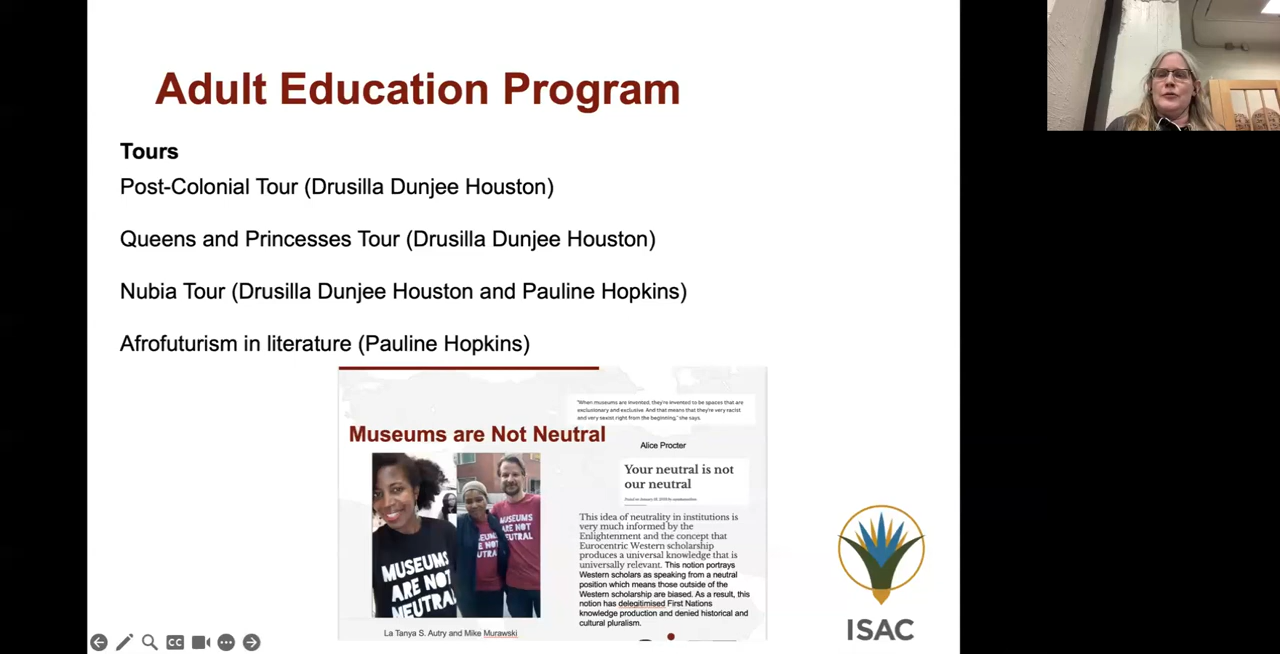 Adult Education Program
Tours
Post-Colonial Tour (Drusilla Dunjee Houston)
Queens and Princesses Tour (Drusilla Dunjee Houston)
Nubia Tour (Drusilla Dunjee Houston and Pauline Hopkins)
Afrofuturism in literature (Pauline Hopkins)
"When museums are invented, they're invented to be spaces that are
exclusionary and exclusive. And that means that they're very racist
and very sexist right from the beginning," she says.
Museums are Not Neutral
Alice Procter
Your neutral is not
our neutral
This idea of neutrality in institutions is
very much informed by the
Enlightenment and the concept that
Eurocentric Western scholarship
produces a universal knowledge that is
universally relevant. This notion portrays
Western scholars as speaking from a neutral
position which means those outside of the
Western scholarship are biased. As a result, this
notion has delegitimised First Nations
knowledge production and denied historical and
cultural pluralism.
MUSEUMS
ARE NOT
NEUTRAL
MUSEUMS
ARE NOT
NEUTRAL
La Tanya S. Autry and Mike Murawski
ISAC
CC